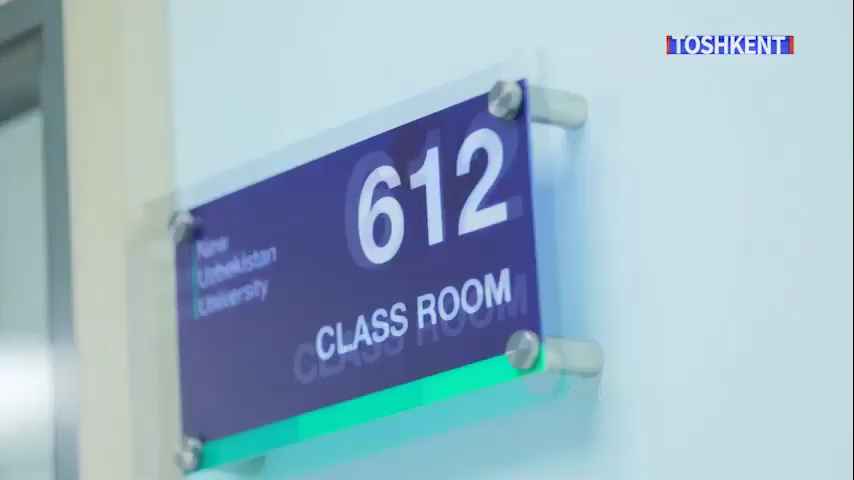 TOSHKENT
612
New
Uzbekistan
University
CLASS ROOM